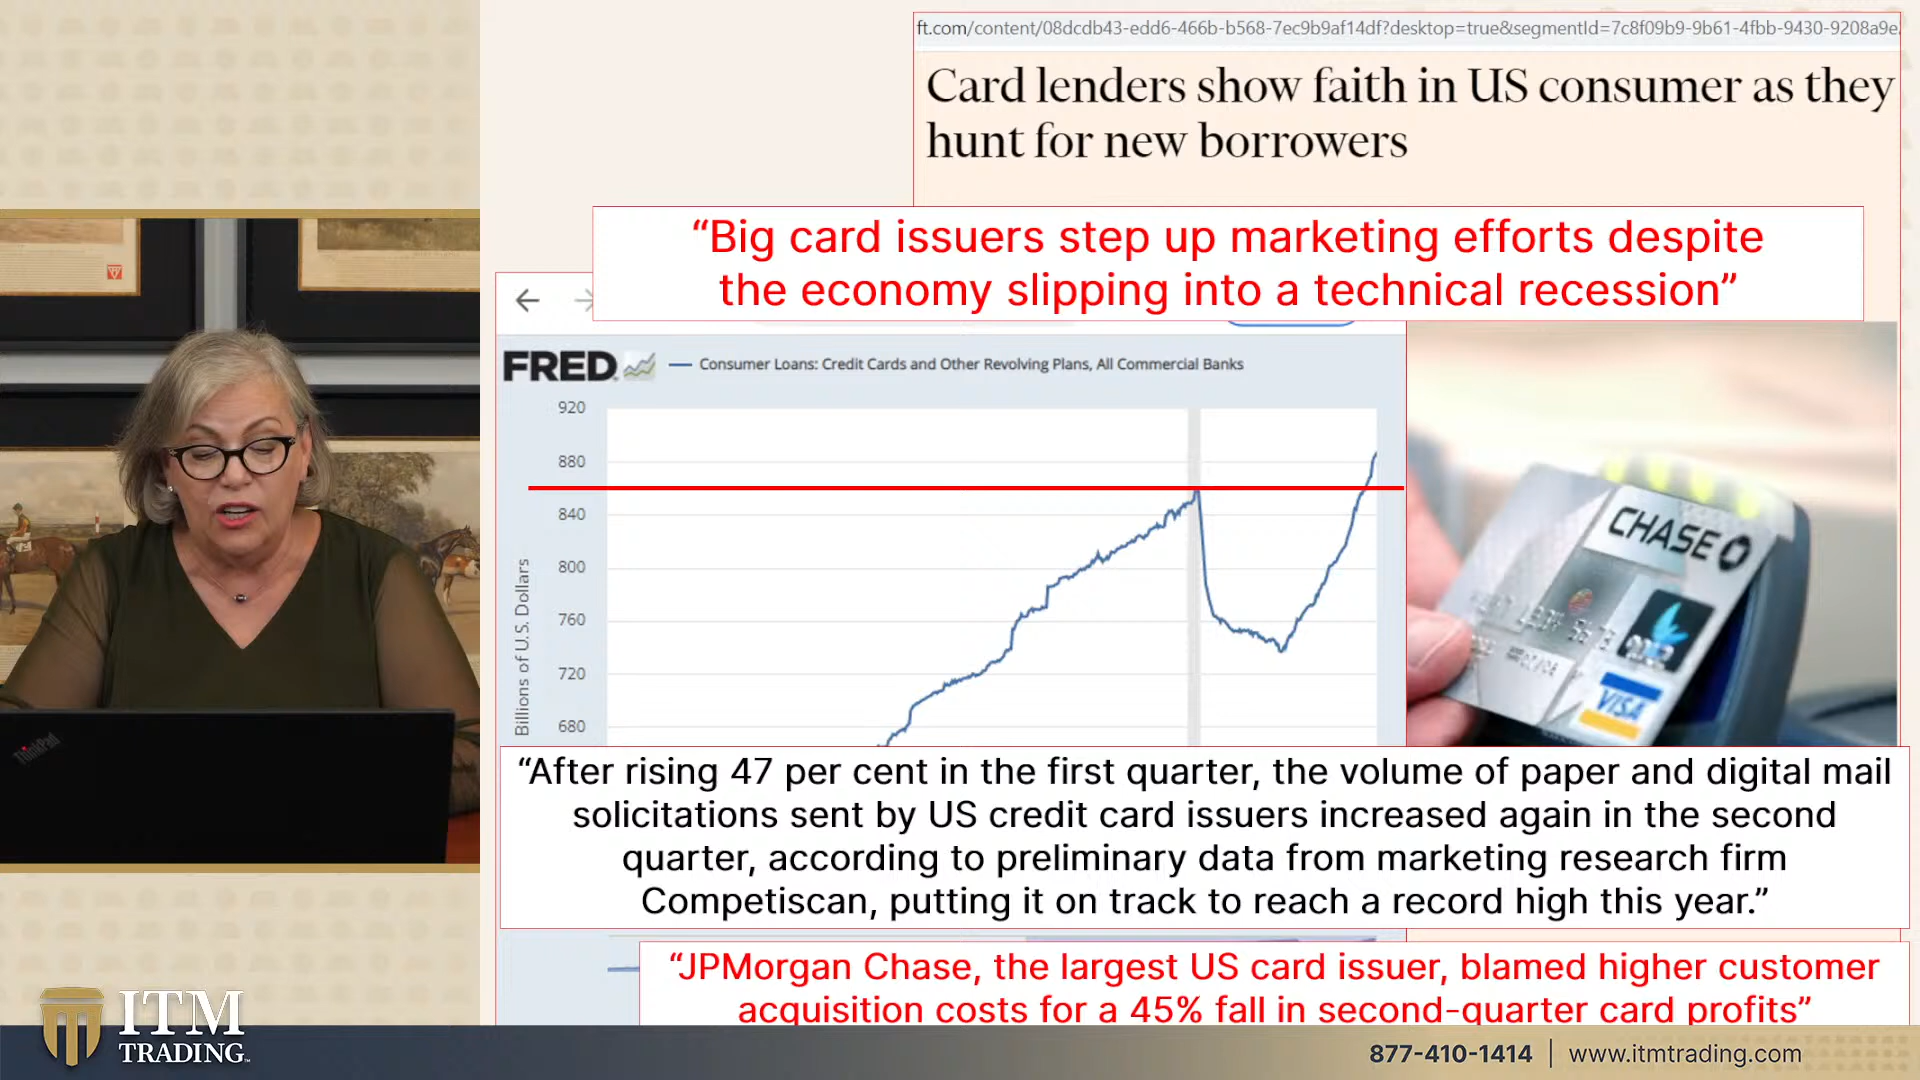 ft.com/content/08dcdb43-edd6-466b-b568-7ec9b9af14df?desktop=true&segmentId=7c8f09b9-9b61-4fbb-9430-9208a9e
Card lenders show faith in US consumer as they
hunt for new borrowers
“Big card issuers step up marketing efforts despite
the economy slipping into a technical recession”
FRED
Consumer Loans: Credit Cards and Other Revolving Plans, All Commercial Banks
920
880
840
800
760
720
680
Billions of U.S. Dollars
CHASE
VISA
ThinkPad
“After rising 47 per cent in the first quarter, the volume of paper and digital mail
solicitations sent by US credit card issuers increased again in the second
quarter, according to preliminary data from marketing research firm
Competiscan, putting it on track to reach a record high this year.”
“JPMorgan Chase, the largest US card issuer, blamed higher customer
acquisition costs for a 45% fall in second-quarter card profits”
ITM
TRADING
877-410-1414 | www.itmtrading.com